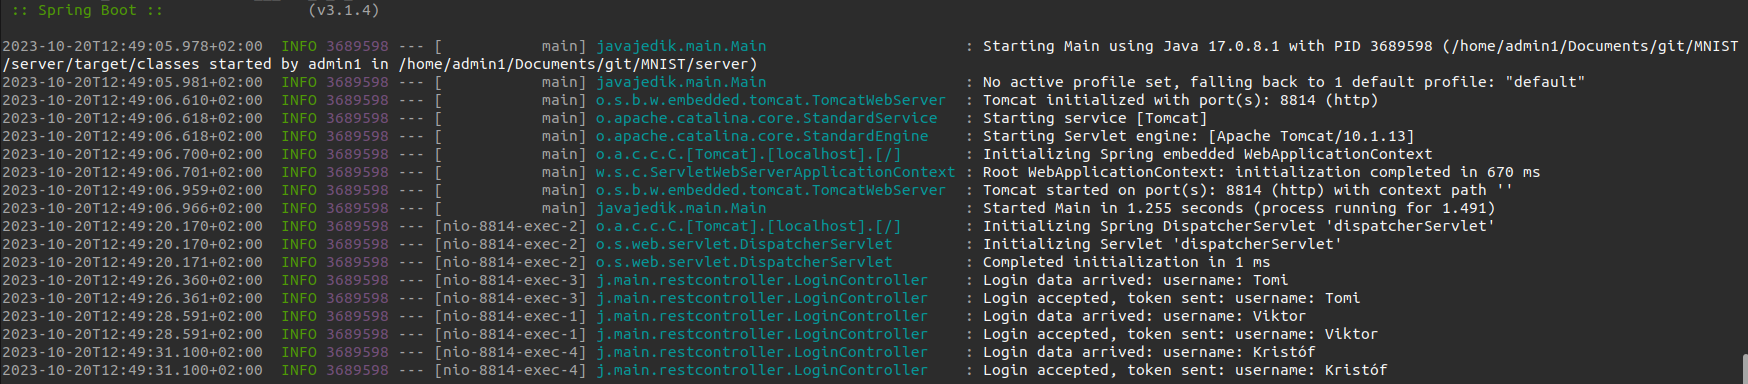 :: Spring Boot ::                (v3.1.4)
2023-10-20T12:49:05.978+02:00  INFO 3689598 --- [           main] javajedik.main.Main                      : Starting Main using Java 17.0.8.1 with PID 3689598 (/home/admin1/Documents/git/MNIST
/server/target/classes started by admin1 in /home/admin1/Documents/git/MNIST/server)
2023-10-20T12:49:05.981+02:00  INFO 3689598 --- [           main] javajedik.main.Main                      : No active profile set, falling back to 1 default profile: "default"
2023-10-20T12:49:06.610+02:00  INFO 3689598 --- [           main] o.s.b.w.embedded.tomcat.TomcatWebServer  : Tomcat initialized with port(s): 8814 (http)
2023-10-20T12:49:06.618+02:00  INFO 3689598 --- [           main] o.apache.catalina.core.StandardService   : Starting service [Tomcat]
2023-10-20T12:49:06.618+02:00  INFO 3689598 --- [           main] o.apache.catalina.core.StandardEngine    : Starting Servlet engine: [Apache Tomcat/10.1.13]
2023-10-20T12:49:06.700+02:00  INFO 3689598 --- [           main] o.a.c.c.C.[Tomcat].[localhost].[/]       : Initializing Spring embedded WebApplicationContext
2023-10-20T12:49:06.701+02:00  INFO 3689598 --- [           main] w.s.c.ServletWebServerApplicationContext : Root WebApplicationContext: initialization completed in 670 ms
2023-10-20T12:49:06.959+02:00  INFO 3689598 --- [           main] o.s.b.w.embedded.tomcat.TomcatWebServer  : Tomcat started on port(s): 8814 (http) with context path ''
2023-10-20T12:49:06.966+02:00  INFO 3689598 --- [           main] javajedik.main.Main                      : Started Main in 1.255 seconds (process running for 1.491)
2023-10-20T12:49:20.170+02:00  INFO 3689598 --- [nio-8814-exec-2] o.a.c.c.C.[Tomcat].[localhost].[/]       : Initializing Spring DispatcherServlet 'dispatcherServlet'
2023-10-20T12:49:20.170+02:00  INFO 3689598 --- [nio-8814-exec-2] o.s.web.servlet.DispatcherServlet        : Initializing Servlet 'dispatcherServlet'
2023-10-20T12:49:20.171+02:00  INFO 3689598 --- [nio-8814-exec-2] o.s.web.servlet.DispatcherServlet        : Completed initialization in 1 ms
2023-10-20T12:49:26.360+02:00  INFO 3689598 --- [nio-8814-exec-3] j.main.restcontroller.LoginController    : Login data arrived: username: Tomi
2023-10-20T12:49:26.361+02:00  INFO 3689598 --- [nio-8814-exec-3] j.main.restcontroller.LoginController    : Login accepted, token sent: username: Tomi
2023-10-20T12:49:28.591+02:00  INFO 3689598 --- [nio-8814-exec-1] j.main.restcontroller.LoginController    : Login data arrived: username: Viktor
2023-10-20T12:49:28.591+02:00  INFO 3689598 --- [nio-8814-exec-1] j.main.restcontroller.LoginController    : Login accepted, token sent: username: Viktor
2023-10-20T12:49:31.100+02:00  INFO 3689598 --- [nio-8814-exec-4] j.main.restcontroller.LoginController    : Login data arrived: username: Kristóf
2023-10-20T12:49:31.100+02:00  INFO 3689598 --- [nio-8814-exec-4] j.main.restcontroller.LoginController    : Login accepted, token sent: username: Kristóf